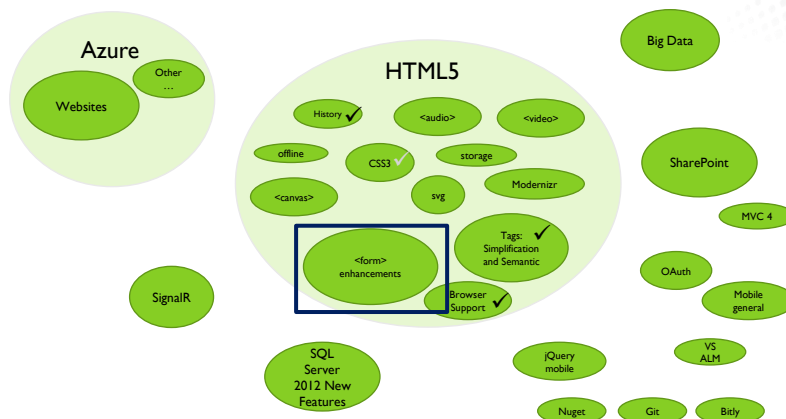 Azure
Websites
Other
…
HTML5
History
<audio>
<video>
offline
CSS3
storage
<canvas>
svg
Modernizr
<form>
enhancements
Tags:
Simplification
and Semantic
Browser
Support
Big Data
SharePoint
MVC 4
OAuth
Mobile
general
SignalR
SQL
Server
2012 New
Features
jQuery
mobile
VS
ALM
Nuget
Git
Bitly